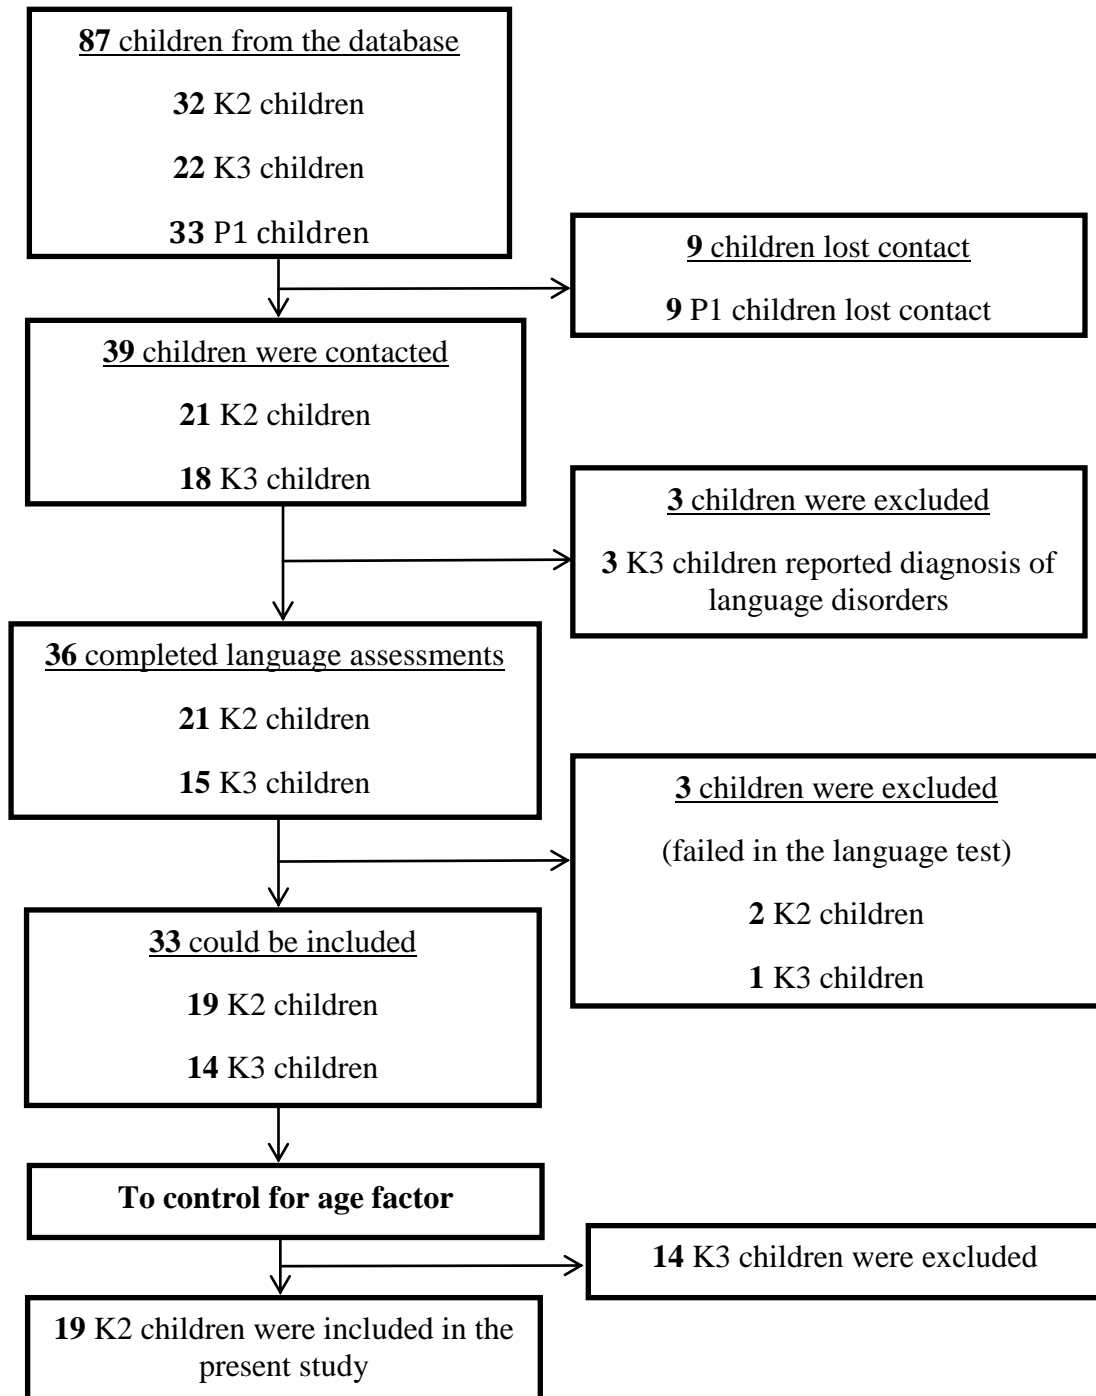 87 children from the database
32 K2 children
22 K3 children
33 P1 children
9 children lost contact
9 P1 children lost contact
39 children were contacted
21 K2 children
18 K3 children
3 children were excluded
3 K3 children reported diagnosis of
language disorders
36 completed language assessments
21 K2 children
15 K3 children
3 children were excluded
(failed in the language test)
2 K2 children
1 K3 children
33 could be included
19 K2 children
14 K3 children
To control for age factor
14 K3 children were excluded
19 K2 children were included in the
present study